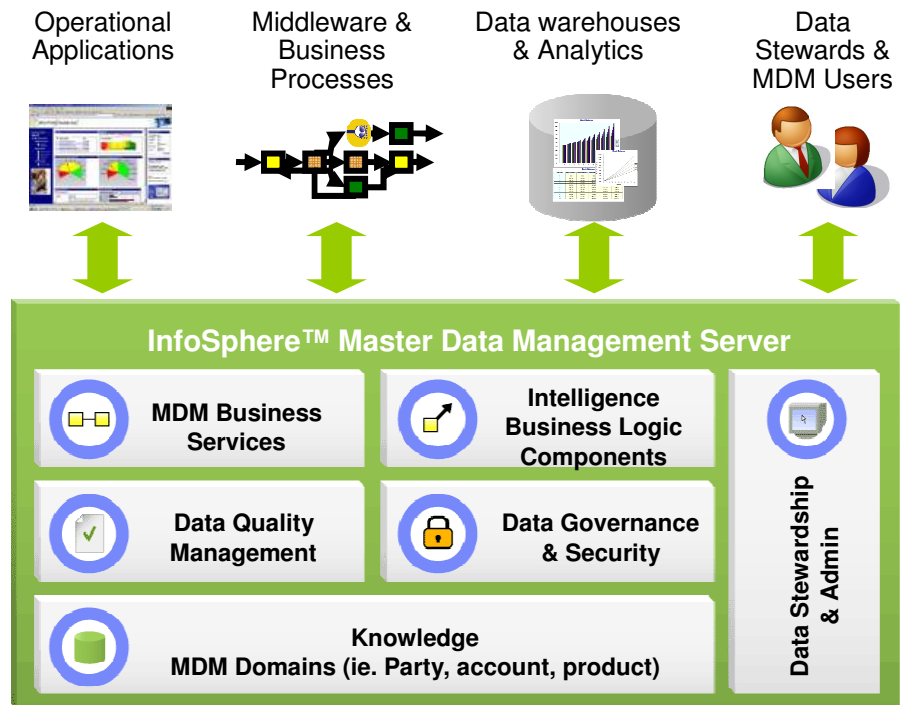 Operational
Applications
Middleware &
Business
Processes
Data warehouses
& Analytics
Data
Stewards &
MDM Users
InfoSphere™ Master Data Management Server
MDM Business
Services
Intelligence
Business Logic
Components
Data Quality
Management
Data Governance
& Security
Data Stewardship
& Admin
Knowledge
MDM Domains (ie. Party, account, product)